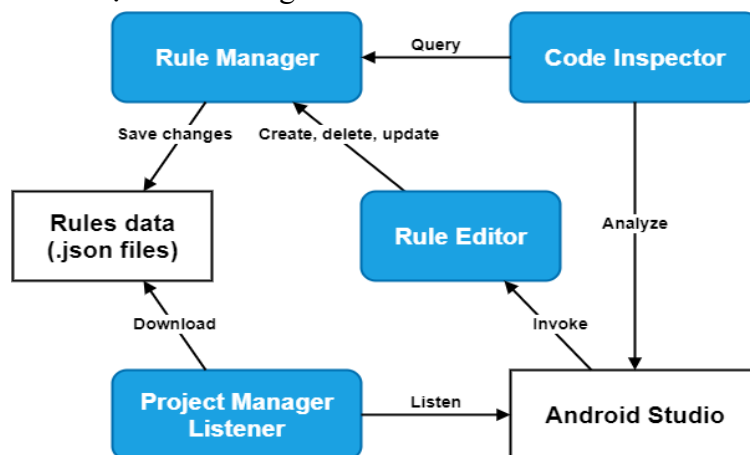 Query
Rule Manager
Code Inspector
Save changes
Create, delete, update
Rules data
(.json files)
Rule Editor
Analyze
Download
Invoke
Project Manager
Listener
Listen
Android Studio